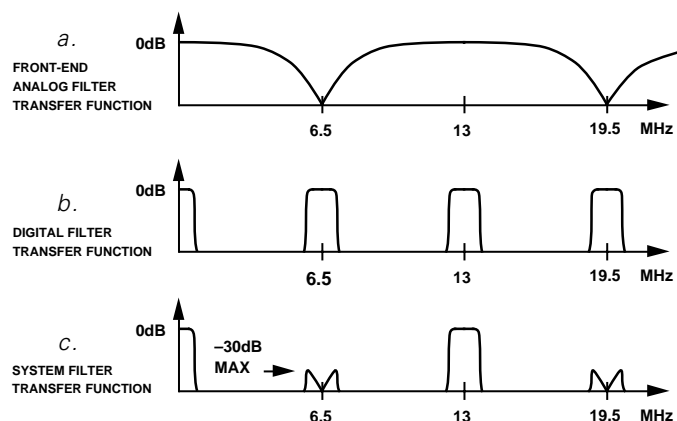 a.
0dB
FRONT-END
ANALOG FILTER
TRANSFER FUNCTION
6.5 13 19.5 MHz
b.
0dB
DIGITAL FILTER
TRANSFER FUNCTION
6.5 13 19.5 MHz
c.
0dB
–30dB
MAX
SYSTEM FILTER
TRANSFER FUNCTION
6.5 13 19.5 MHz